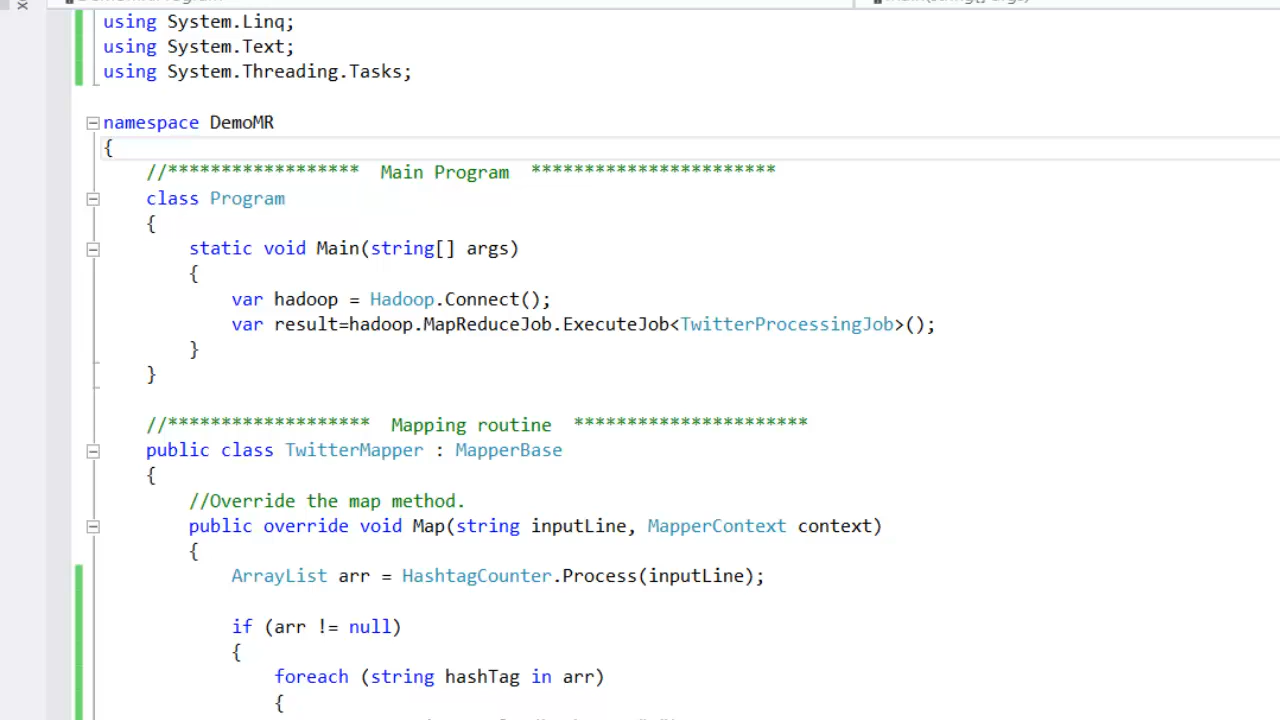 using System.Linq;
using System.Text;
using System.Threading.Tasks;
namespace DemoMR
{
//****************** Main Program ***********************
class Program
{
static void Main(string[] args)
{
var hadoop = Hadoop.Connect();
var result=hadoop.MapReduceJob.ExecuteJob<TwitterProcessingJob>();
}
}
//******************* Mapping routine **********************
public class TwitterMapper : MapperBase
{
//Override the map method.
public override void Map(string inputLine, MapperContext context)
{
ArrayList arr = HashtagCounter.Process(inputLine);
if (arr != null)
{
foreach (string hashTag in arr)
{